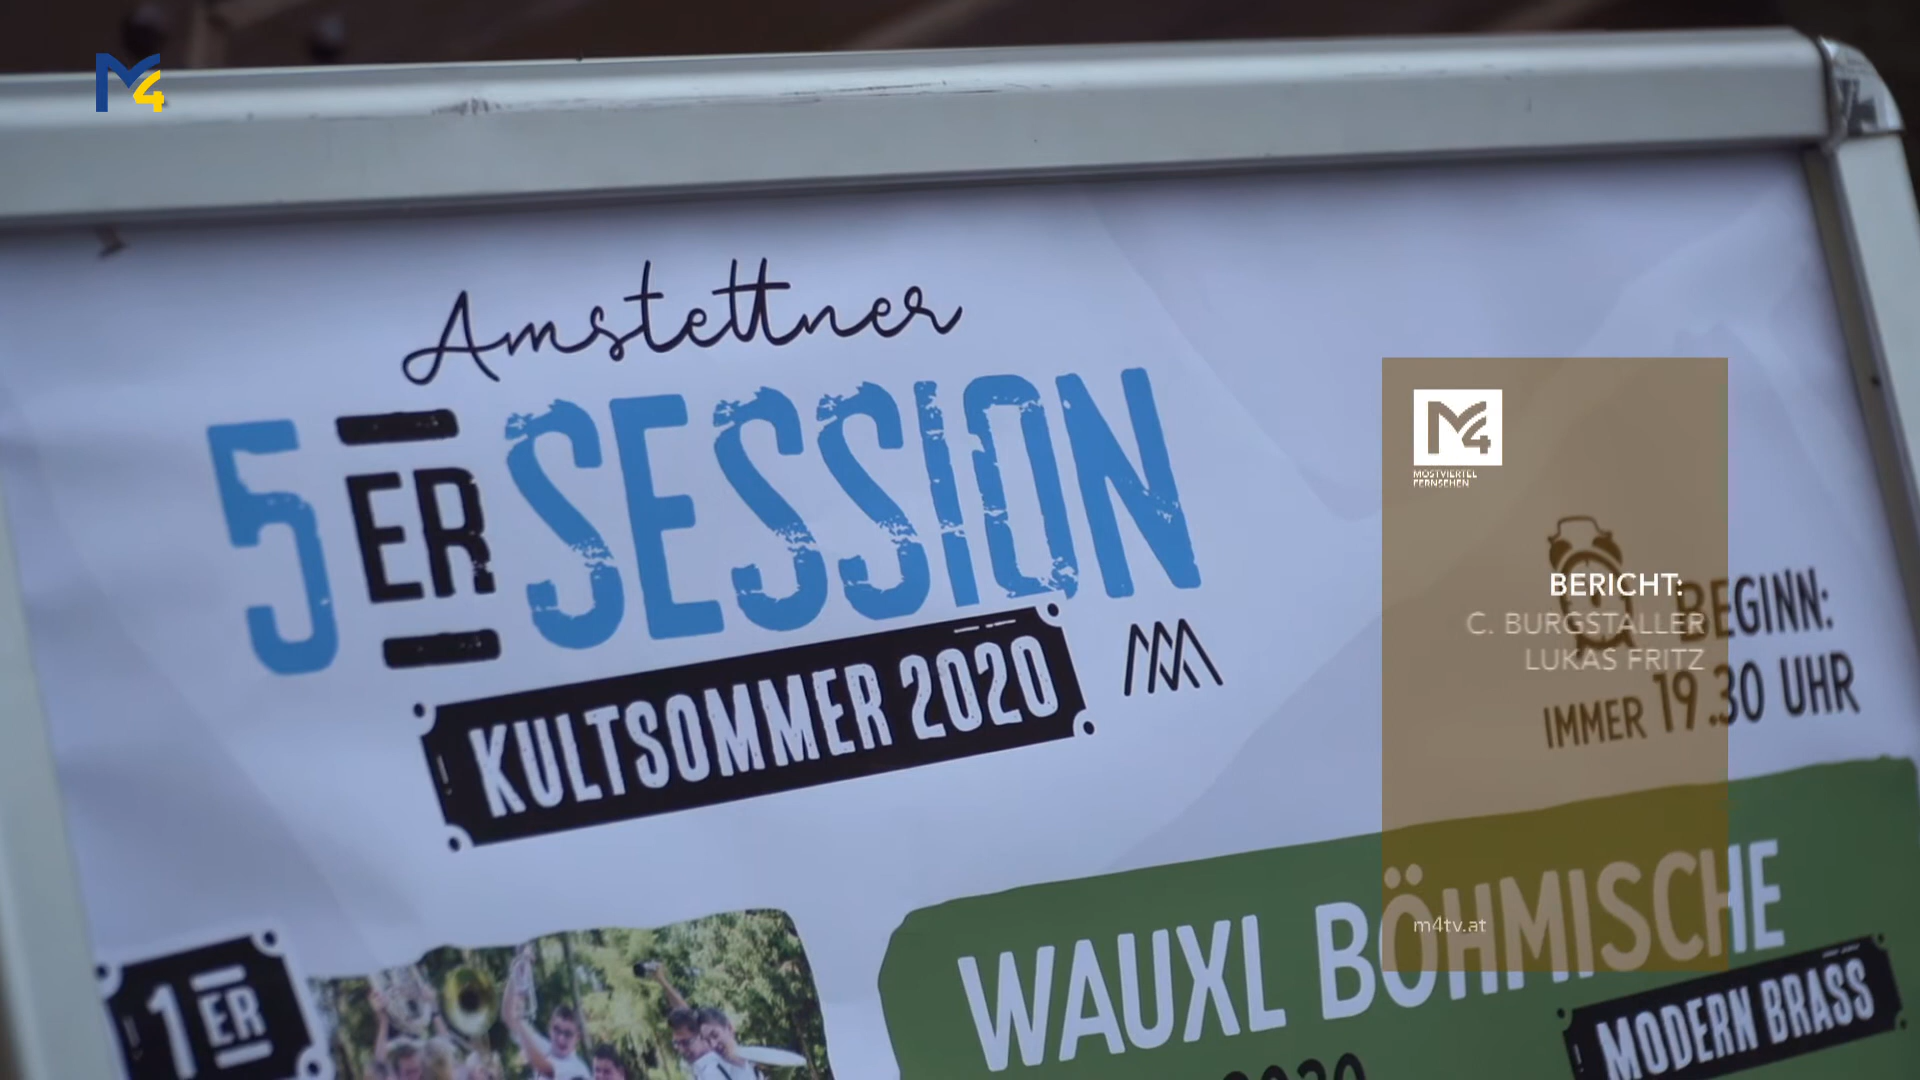 M4
Amstettner
5ER SESSION
KULTSOMMER 2020
M4
MOSTVIERTEL
FERNSEHEN
BERICHT:
C. BURGSTALLER
LUKAS FRITZ
BEGINN:
IMMER 19.30 UHR
m4tv.at
1ER
WAUXL BÖHMISCHE
MODERN BRASS
2020